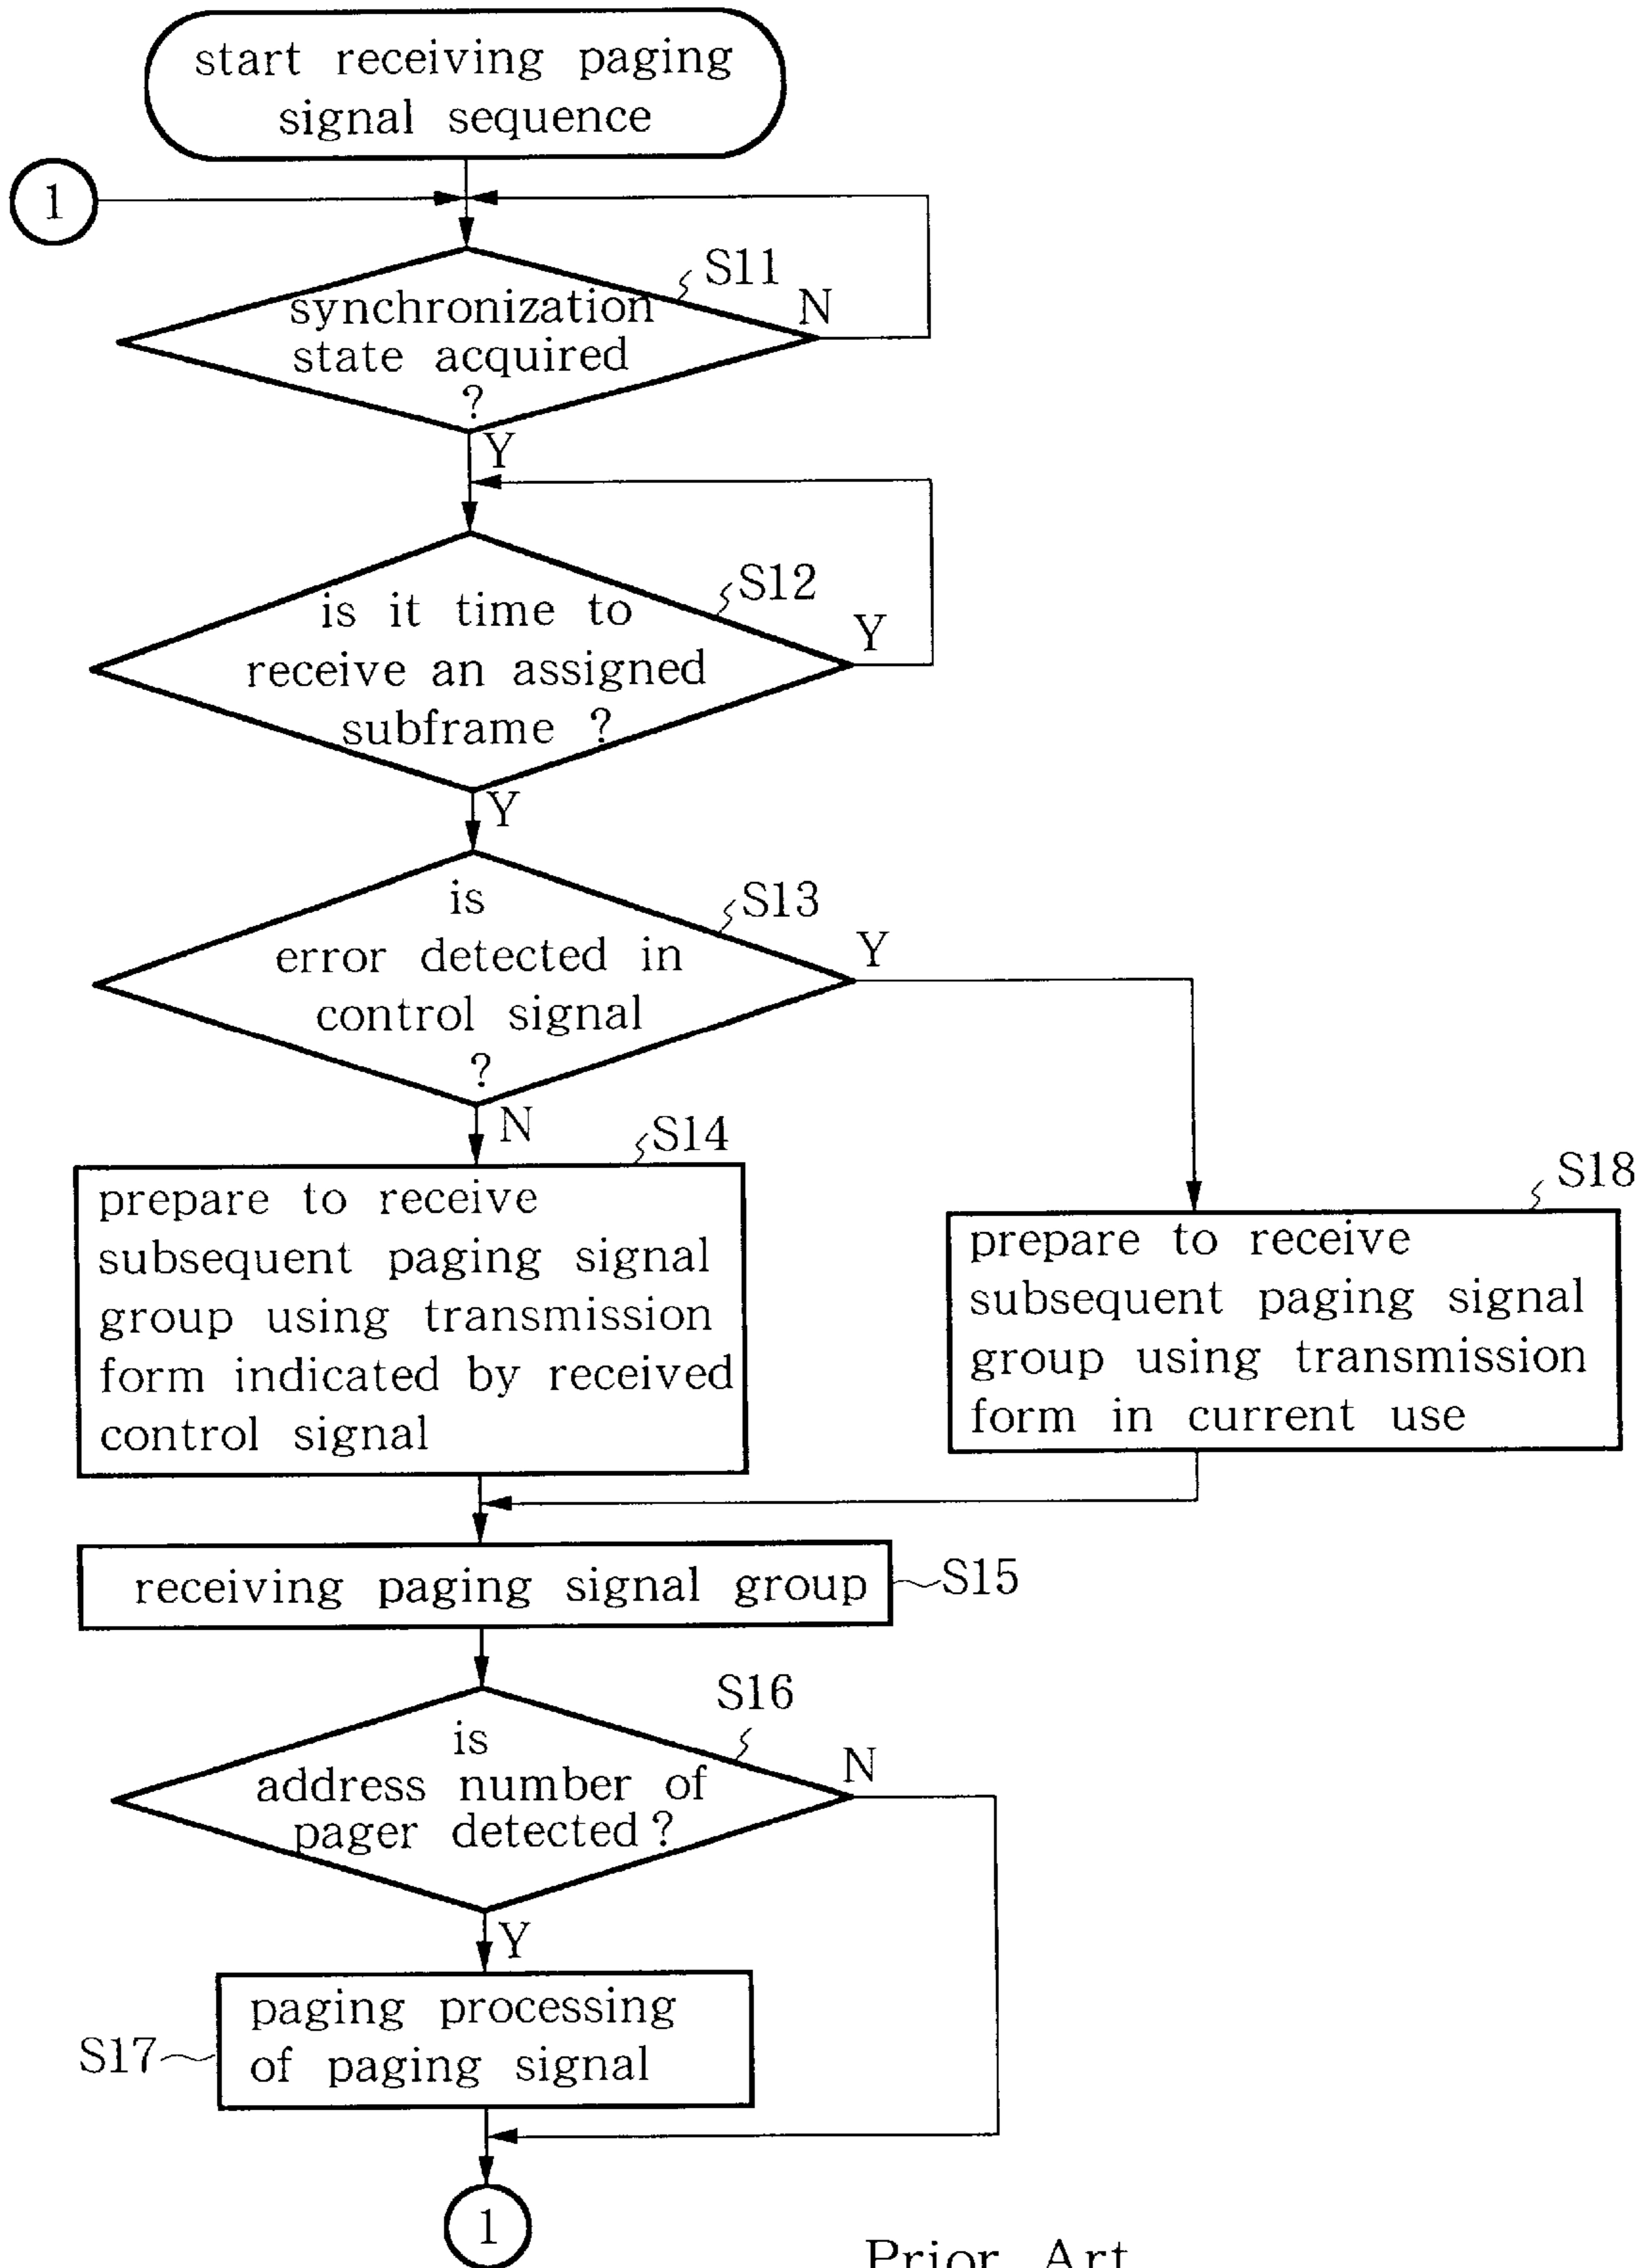 start receiving paging
signal sequence
1
S11
synchronization
state acquired
?
N
Y
S12
is it time to
receive an assigned
subframe ?
Y
Y
S13
is
error detected in
control signal
?
Y
N
S14
prepare to receive
subsequent paging signal
group using transmission
form indicated by received
control signal
S18
prepare to receive
subsequent paging signal
group using transmission
form in current use
receiving paging signal group
S15
S16
is
address number of
pager detected ?
N
Y
S17
paging processing
of paging signal
1
Prior Art